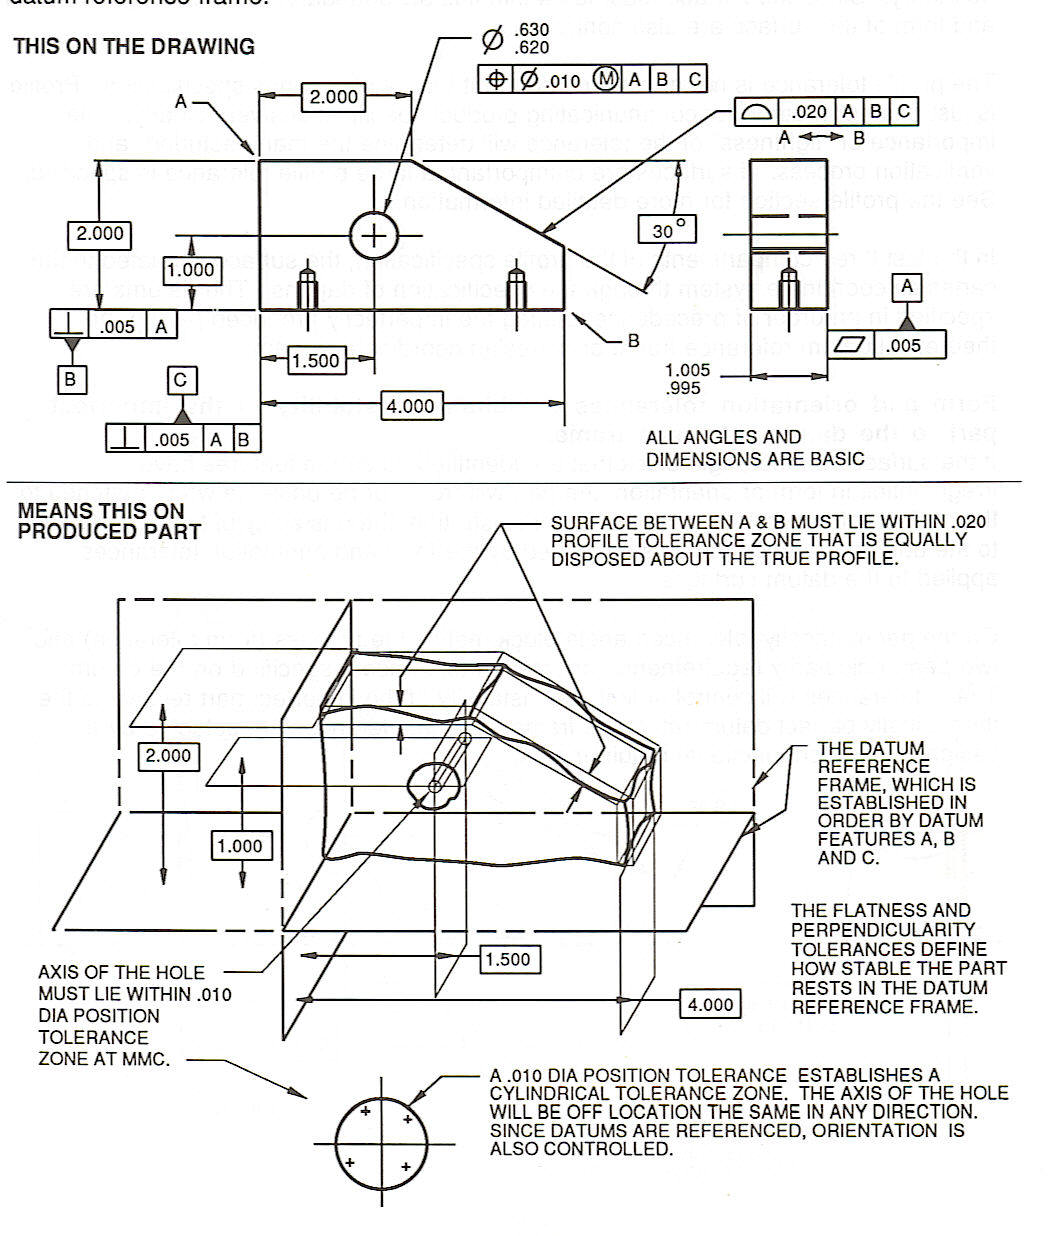 datum reference frame.
THIS ON THE DRAWING
Ø .630
.620
⌖ Ø .010 Ⓜ A B C
A
2.000
⌓ .020 A B C
A ↔ B
2.000
1.000
30°
⊥ .005 A
B
C
⊥ .005 A B
1.500
4.000
B
A
⏥ .005
1.005
.995
ALL ANGLES AND
DIMENSIONS ARE BASIC
MEANS THIS ON
PRODUCED PART
SURFACE BETWEEN A & B MUST LIE WITHIN .020
PROFILE TOLERANCE ZONE THAT IS EQUALLY
DISPOSED ABOUT THE TRUE PROFILE.
2.000
1.000
THE DATUM
REFERENCE
FRAME, WHICH IS
ESTABLISHED IN
ORDER BY DATUM
FEATURES A, B
AND C.
THE FLATNESS AND
PERPENDICULARITY
TOLERANCES DEFINE
HOW STABLE THE PART
RESTS IN THE DATUM
REFERENCE FRAME.
1.500
4.000
AXIS OF THE HOLE
MUST LIE WITHIN .010
DIA POSITION
TOLERANCE
ZONE AT MMC.
A .010 DIA POSITION TOLERANCE ESTABLISHES A
CYLINDRICAL TOLERANCE ZONE. THE AXIS OF THE HOLE
WILL BE OFF LOCATION THE SAME IN ANY DIRECTION.
SINCE DATUMS ARE REFERENCED, ORIENTATION IS
ALSO CONTROLLED.